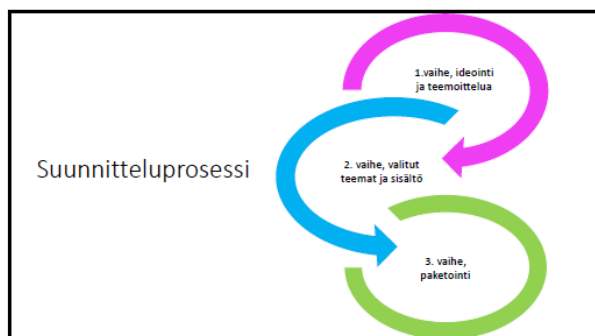 Suunnitteluprosessi
1.vaihe, ideointi
ja teemoittelua
2. vaihe, valitut
teemat ja sisältö
3. vaihe,
paketointi